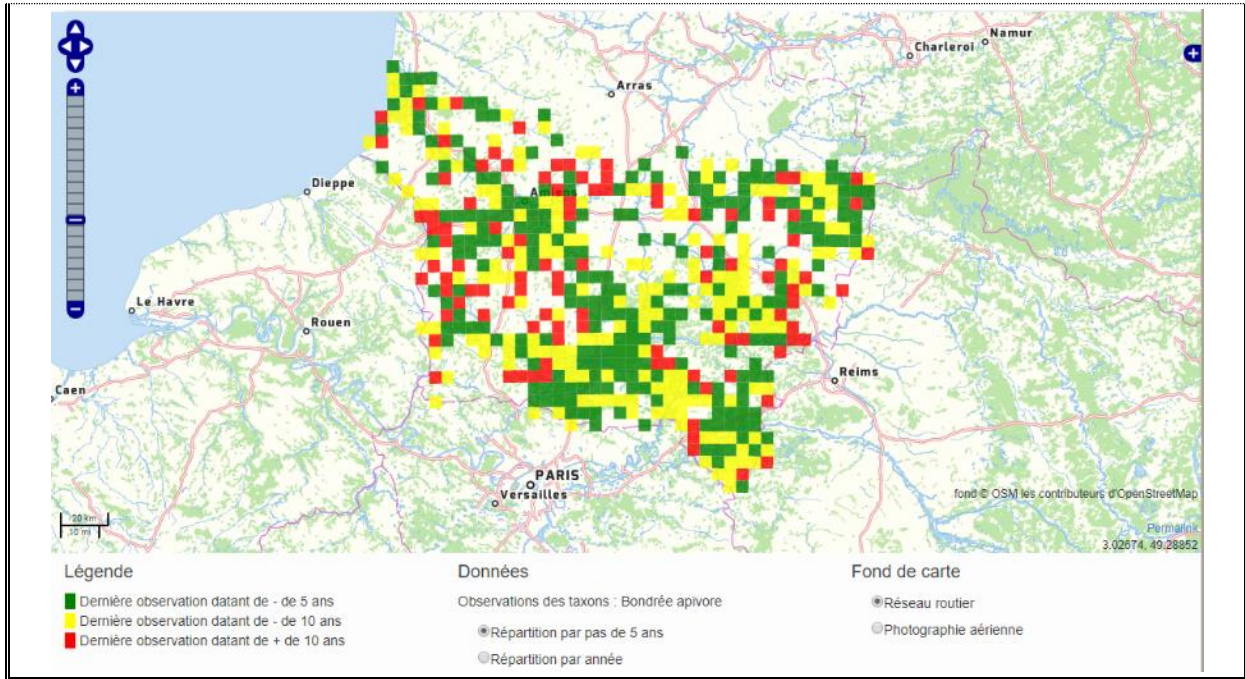 Namur
Charleroi
Arras
Dieppe
Amiens
Le Havre
Rouen
Reims
Caen
PARIS
Versailles
fond © OSM les contributeurs d'OpenStreetMap
20 km
10 mi
Permalink
3.02674, 49.28852
Légende
Dernière observation datant de - de 5 ans
Dernière observation datant de - de 10 ans
Dernière observation datant de + de 10 ans
Données
Observations des taxons : Bondrée apivore
Répartition par pas de 5 ans
Répartition par année
Fond de carte
Réseau routier
Photographie aérienne